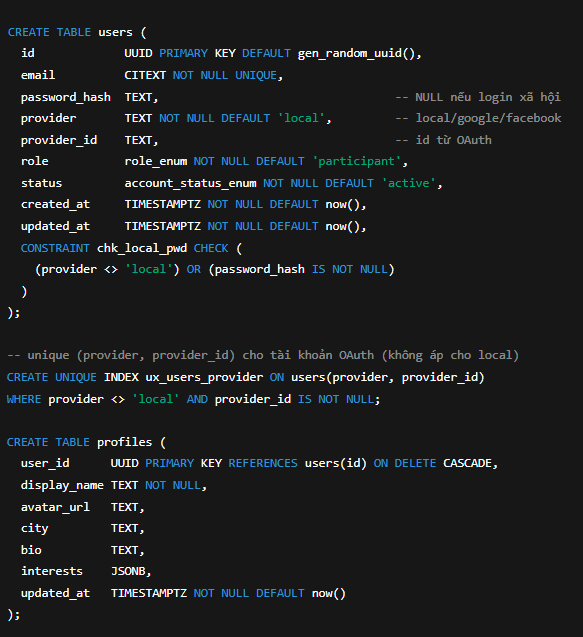 CREATE TABLE users (
id UUID PRIMARY KEY DEFAULT gen_random_uuid(),
email CITEXT NOT NULL UNIQUE,
password_hash TEXT, -- NULL nếu login xã hội
provider TEXT NOT NULL DEFAULT 'local', -- local/google/facebook
provider_id TEXT, -- id từ OAuth
role role_enum NOT NULL DEFAULT 'participant',
status account_status_enum NOT NULL DEFAULT 'active',
created_at TIMESTAMPTZ NOT NULL DEFAULT now(),
updated_at TIMESTAMPTZ NOT NULL DEFAULT now(),
CONSTRAINT chk_local_pwd CHECK (
(provider <> 'local') OR (password_hash IS NOT NULL)
)
);
-- unique (provider, provider_id) cho tài khoản OAuth (không áp cho local)
CREATE UNIQUE INDEX ux_users_provider ON users(provider, provider_id)
WHERE provider <> 'local' AND provider_id IS NOT NULL;
CREATE TABLE profiles (
user_id UUID PRIMARY KEY REFERENCES users(id) ON DELETE CASCADE,
display_name TEXT NOT NULL,
avatar_url TEXT,
city TEXT,
bio TEXT,
interests JSONB,
updated_at TIMESTAMPTZ NOT NULL DEFAULT now()
);